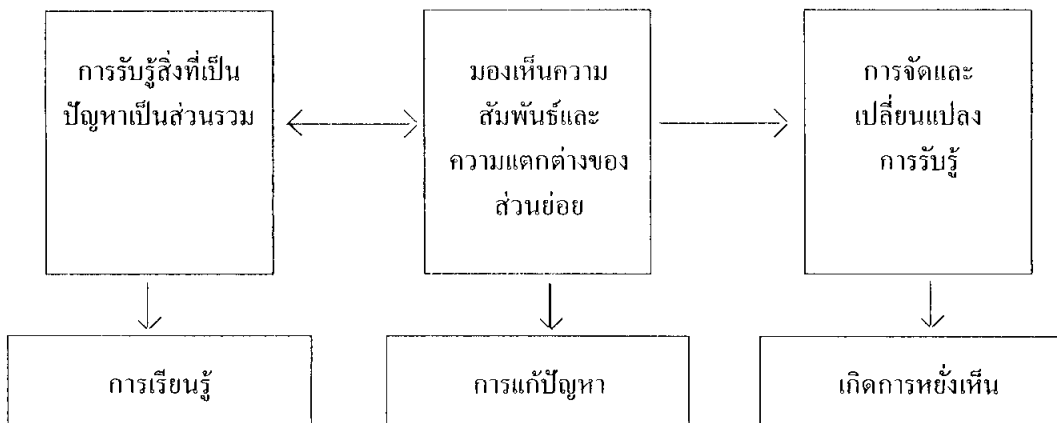 การรับรู้สิ่งที่เป็น
ปัญหาเป็นส่วนรวม
มองเห็นความ
สัมพันธ์และ
ความแตกต่างของ
ส่วนย่อย
การจัดและ
เปลี่ยนแปลง
การรับรู้
การเรียนรู้
การแก้ปัญหา
เกิดการหยั่งเห็น